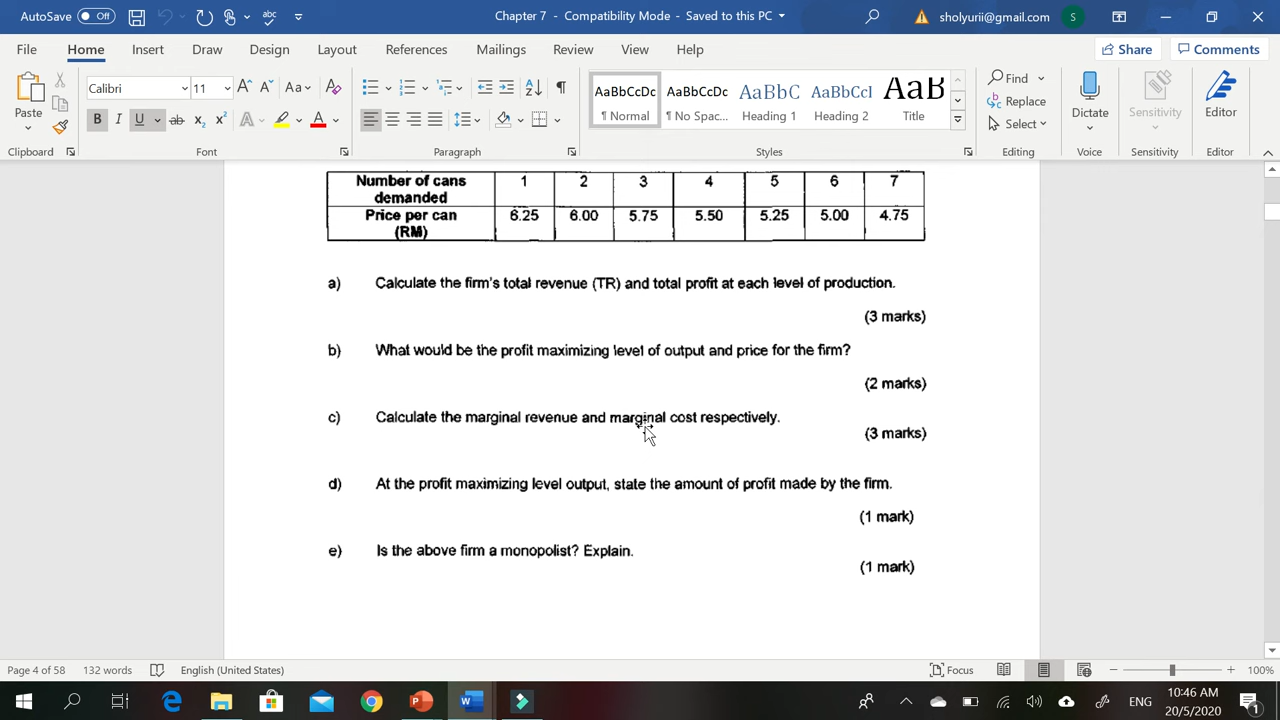 AutoSave Off Chapter 7 - Compatibility Mode - Saved to this PC sholyurii@gmail.com S
File Home Insert Draw Design Layout References Mailings Review View Help Share Comments
Paste
Clipboard
Calibri 11
Font
Paragraph
AaBbCcDc AaBbCcDc AaBbC AaBbCcI AaB
¶ Normal ¶ No Spac... Heading 1 Heading 2 Title
Styles
Find
Replace
Select
Editing
Dictate
Voice
Sensitivity
Sensitivity
Editor
Editor
Number of cans demanded 1 2 3 4 5 6 7
Price per can (RM) 6.25 6.00 5.75 5.50 5.25 5.00 4.75
a) Calculate the firm's total revenue (TR) and total profit at each level of production.
(3 marks)
b) What would be the profit maximizing level of output and price for the firm?
(2 marks)
c) Calculate the marginal revenue and marginal cost respectively.
(3 marks)
d) At the profit maximizing level output, state the amount of profit made by the firm.
(1 mark)
e) Is the above firm a monopolist? Explain.
(1 mark)
Page 4 of 58 132 words English (United States) Focus 100%
ENG 10:46 AM
20/5/2020